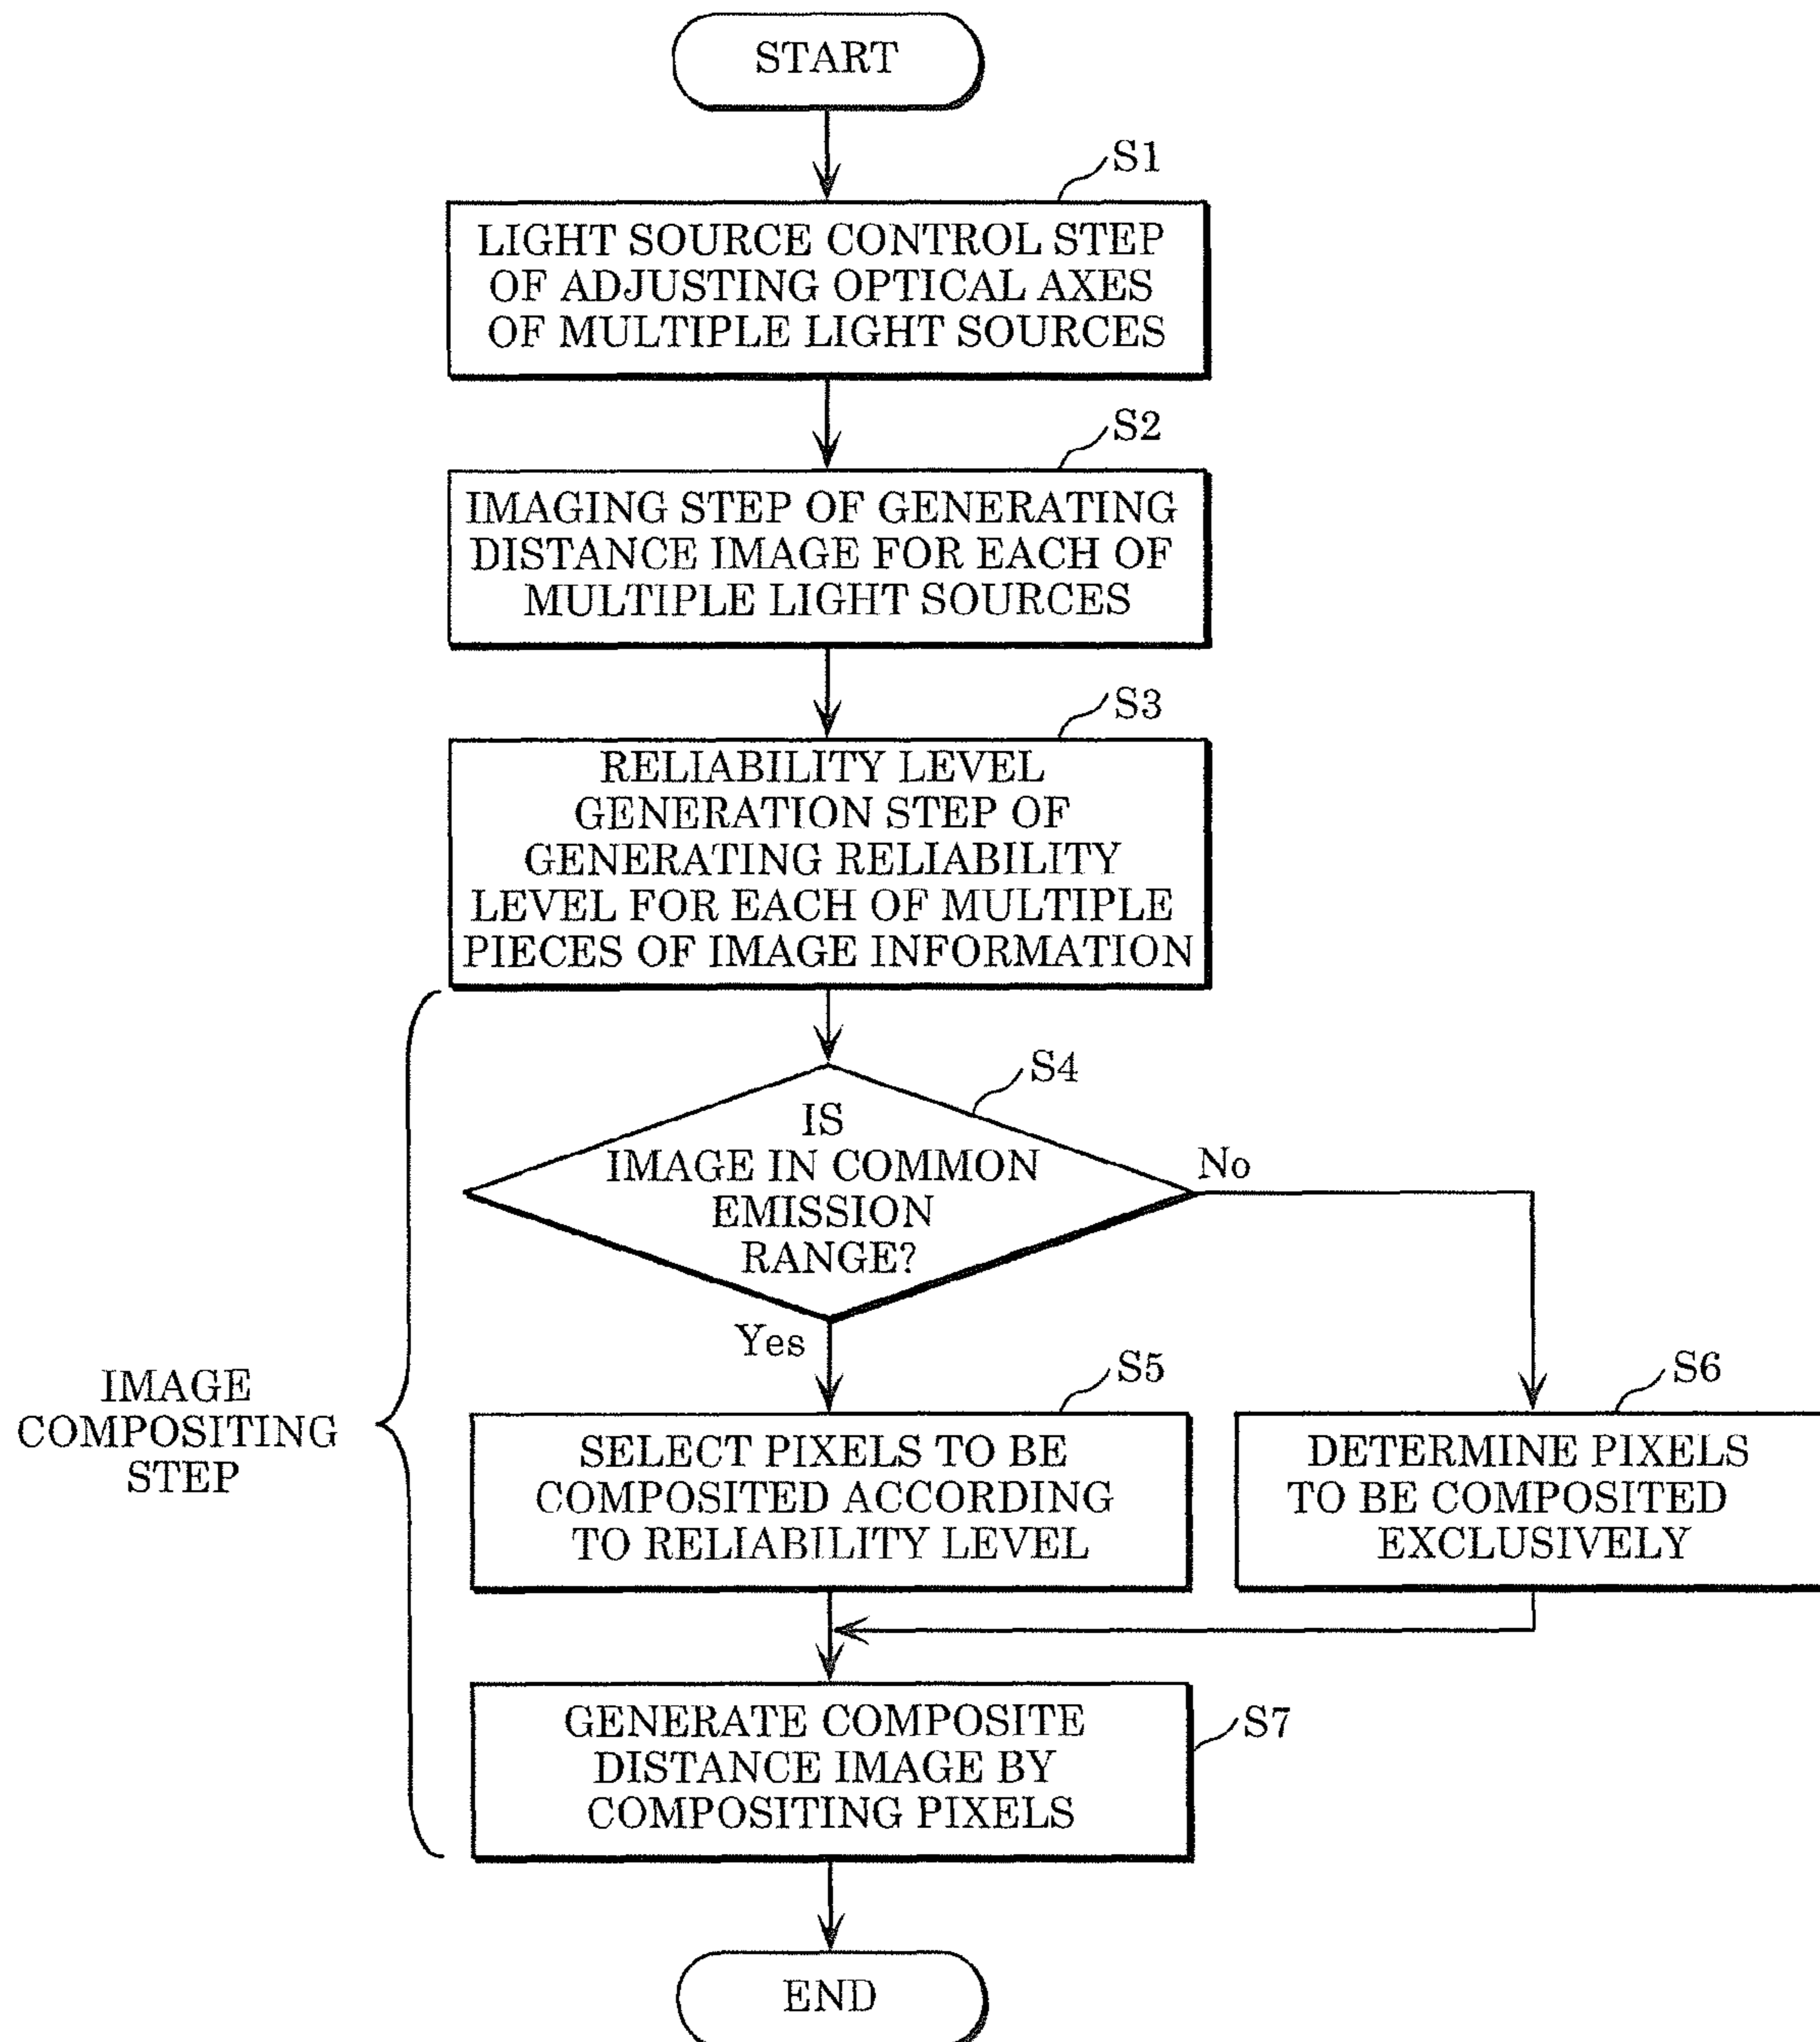 START
S1
LIGHT SOURCE CONTROL STEP
OF ADJUSTING OPTICAL AXES
OF MULTIPLE LIGHT SOURCES
S2
IMAGING STEP OF GENERATING
DISTANCE IMAGE FOR EACH OF
MULTIPLE LIGHT SOURCES
S3
RELIABILITY LEVEL
GENERATION STEP OF
GENERATING RELIABILITY
LEVEL FOR EACH OF MULTIPLE
PIECES OF IMAGE INFORMATION
S4
IS
IMAGE IN COMMON
EMISSION
RANGE?
No
Yes
IMAGE
COMPOSITING
STEP
S5
SELECT PIXELS TO BE
COMPOSITED ACCORDING
TO RELIABILITY LEVEL
S6
DETERMINE PIXELS
TO BE COMPOSITED
EXCLUSIVELY
S7
GENERATE COMPOSITE
DISTANCE IMAGE BY
COMPOSITING PIXELS
END